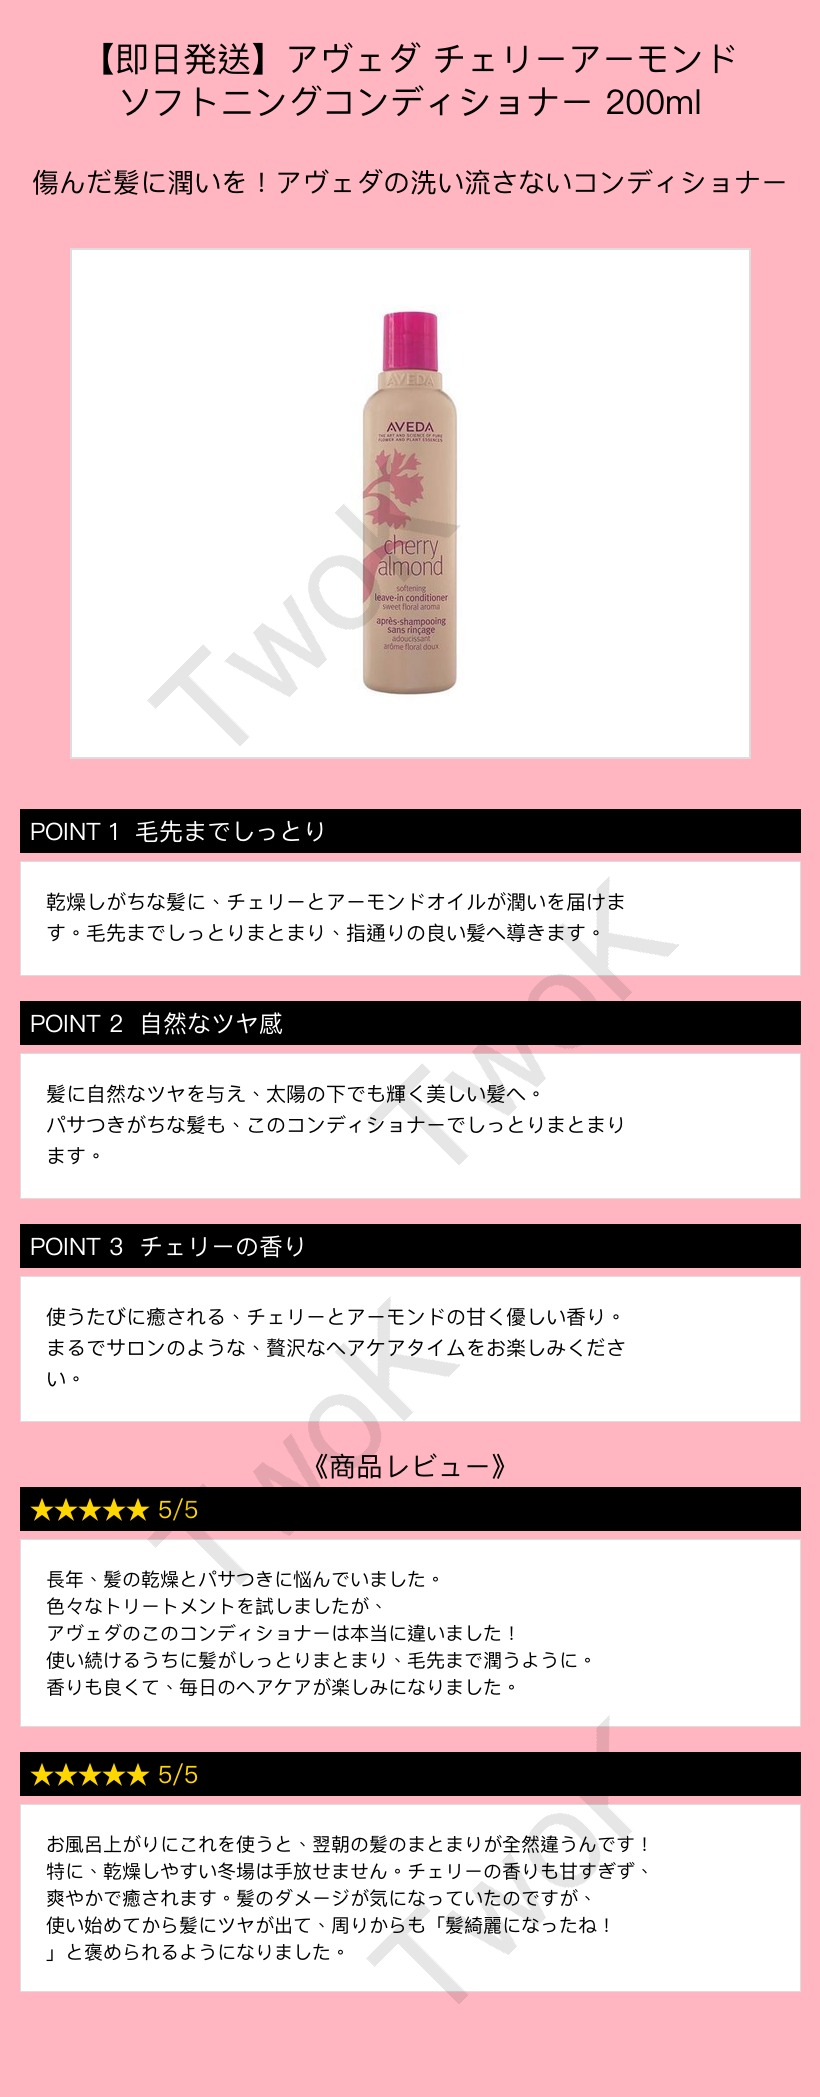 【即日発送】アヴェダ チェリーアーモンド
ソフトニングコンディショナー 200ml
傷んだ髪に潤いを！アヴェダの洗い流さないコンディショナー
AVEDA
AVEDA
THE ART AND SCIENCE OF PURE
FLOWER AND PLANT ESSENCES
cherry
almond
softening
leave-in conditioner
sweet floral aroma
après-shampooing
sans rinçage
adoucissant
arôme floral doux
TwoK
POINT 1 毛先までしっとり
乾燥しがちな髪に、チェリーとアーモンドオイルが潤いを届けま
す。毛先までしっとりまとまり、指通りの良い髪へ導きます。
TwoK
POINT 2 自然なツヤ感
髪に自然なツヤを与え、太陽の下でも輝く美しい髪へ。
パサつきがちな髪も、このコンディショナーでしっとりまとまり
ます。
POINT 3 チェリーの香り
使うたびに癒される、チェリーとアーモンドの甘く優しい香り。
まるでサロンのような、贅沢なヘアケアタイムをお楽しみくださ
い。
TwoK
《商品レビュー》
★★★★★ 5/5
長年、髪の乾燥とパサつきに悩んでいました。
色々なトリートメントを試しましたが、
アヴェダのこのコンディショナーは本当に違いました！
使い続けるうちに髪がしっとりまとまり、毛先まで潤うように。
香りも良くて、毎日のヘアケアが楽しみになりました。
★★★★★ 5/5
お風呂上がりにこれを使うと、翌朝の髪のまとまりが全然違うんです！
特に、乾燥しやすい冬場は手放せません。チェリーの香りも甘すぎず、
爽やかで癒されます。髪のダメージが気になっていたのですが、
使い始めてから髪にツヤが出て、周りからも「髪綺麗になったね！
」と褒められるようになりました。
TwoK